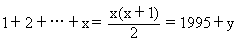 1+2+⋯+x = x(x+1)/2 = 1995+y